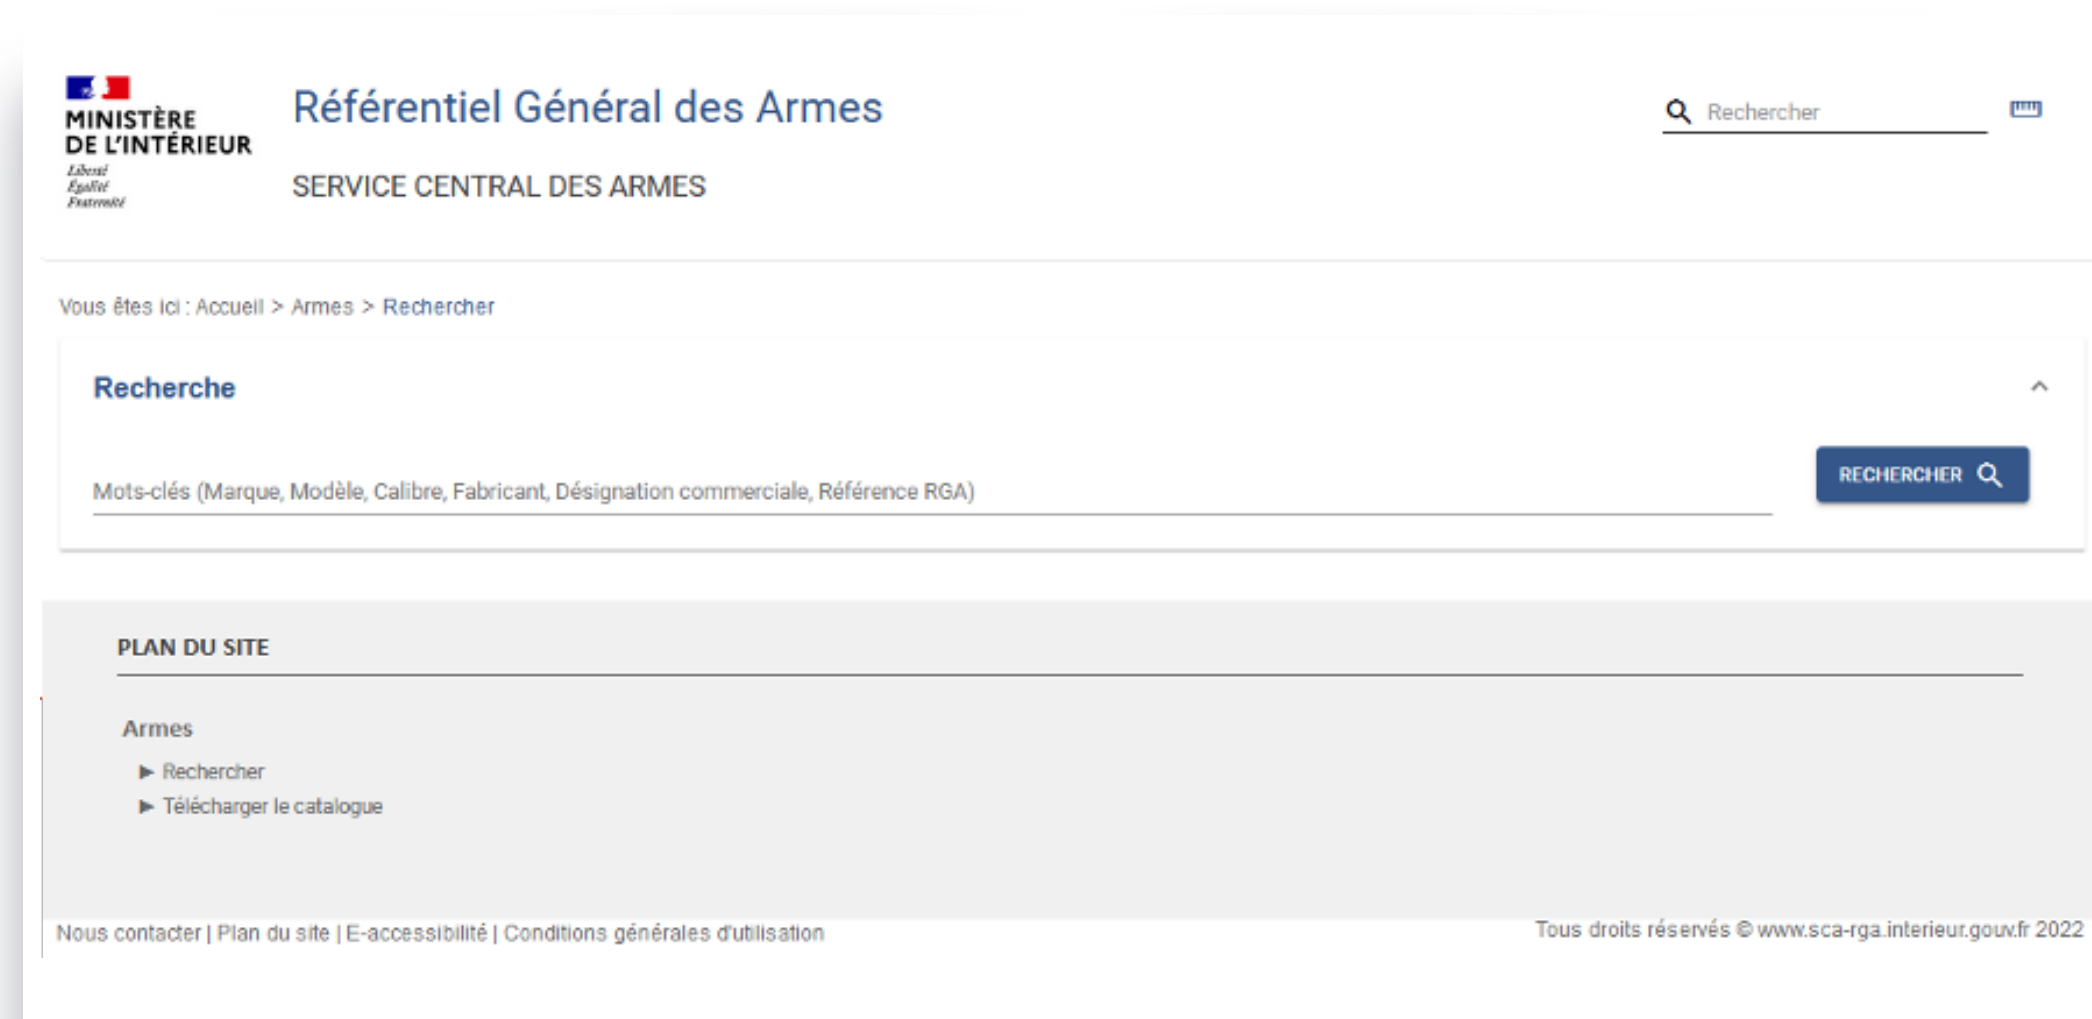 MINISTÈRE
DE L'INTÉRIEUR
Liberté
Égalité
Fraternité
Référentiel Général des Armes
SERVICE CENTRAL DES ARMES
Rechercher
Vous êtes ici : Accueil > Armes > Rechercher
Recherche
Mots-clés (Marque, Modèle, Calibre, Fabricant, Désignation commerciale, Référence RGA)
RECHERCHER
PLAN DU SITE
Armes
► Rechercher
► Télécharger le catalogue
Nous contacter | Plan du site | E-accessibilité | Conditions générales d'utilisation
Tous droits réservés © www.sca-rga.interieur.gouv.fr 2022